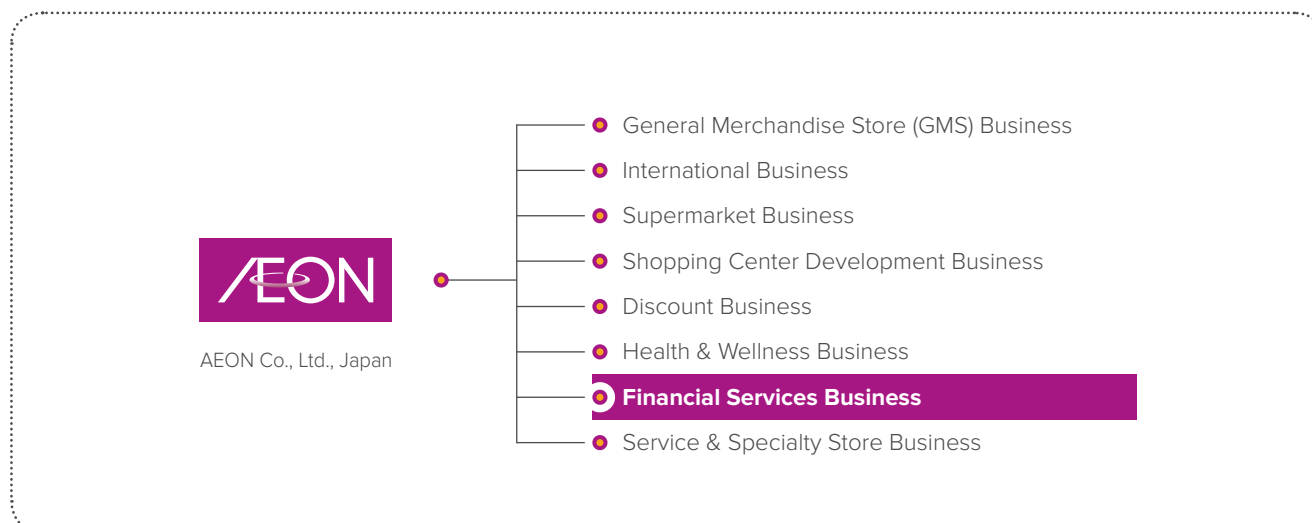 General Merchandise Store (GMS) Business
International Business
Supermarket Business
Shopping Center Development Business
Discount Business
Health & Wellness Business
Financial Services Business
Service & Specialty Store Business
ÆON
AEON Co., Ltd., Japan